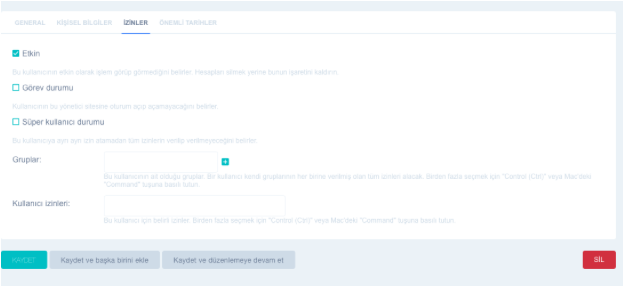 GENERAL KİŞİSEL BİLGİLER İZİNLER ÖNEMLİ TARİHLER
Etkin
Bu kullanıcının etkin olarak işlem görüp görmediğini belirler. Hesapları silmek yerine bunun işaretini kaldırın.
Görev durumu
Kullanıcının bu yönetici sitesine oturum açıp açamayacağını belirler.
Süper kullanıcı durumu
Bu kullanıcıya ayrı ayrı izin atamadan tüm izinlerin verilip verilmeyeceğini belirler.
Gruplar:
Bu kullanıcının ait olduğu gruplar. Bir kullanıcı kendi gruplarının her birine verilmiş olan tüm izinleri alacak. Birden fazla seçmek için "Control (Ctrl)" veya Mac'deki
"Command" tuşuna basılı tutun.
Kullanıcı izinleri:
Bu kullanıcı için belirli izinler. Birden fazla seçmek için "Control (Ctrl)" veya Mac'deki "Command" tuşuna basılı tutun.
KAYDET Kaydet ve başka birini ekle Kaydet ve düzenlemeye devam et SİL